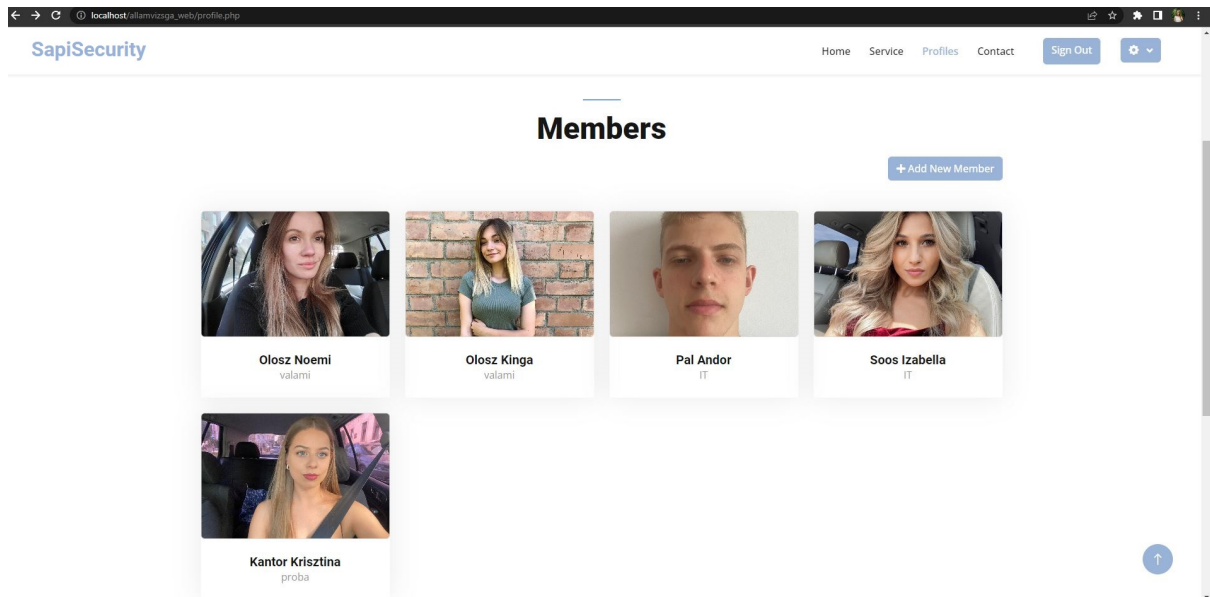 localhost/allamvizsga_web/profile.php
SapiSecurity
Home Service Profiles Contact Sign Out
Members
+ Add New Member
Olosz Noemi
valami
Olosz Kinga
valami
Pal Andor
IT
Soos Izabella
IT
Kantor Krisztina
proba